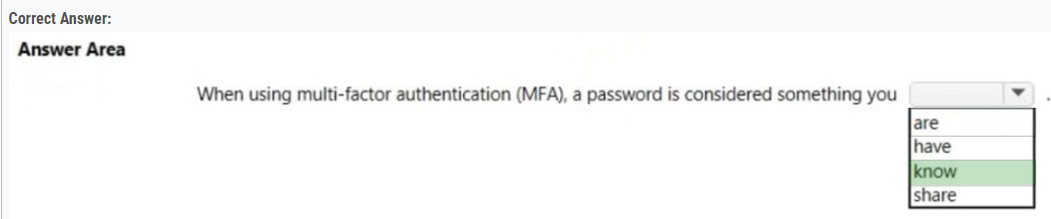 Correct Answer:
Answer Area
When using multi-factor authentication (MFA), a password is considered something you .
are
have
know
share